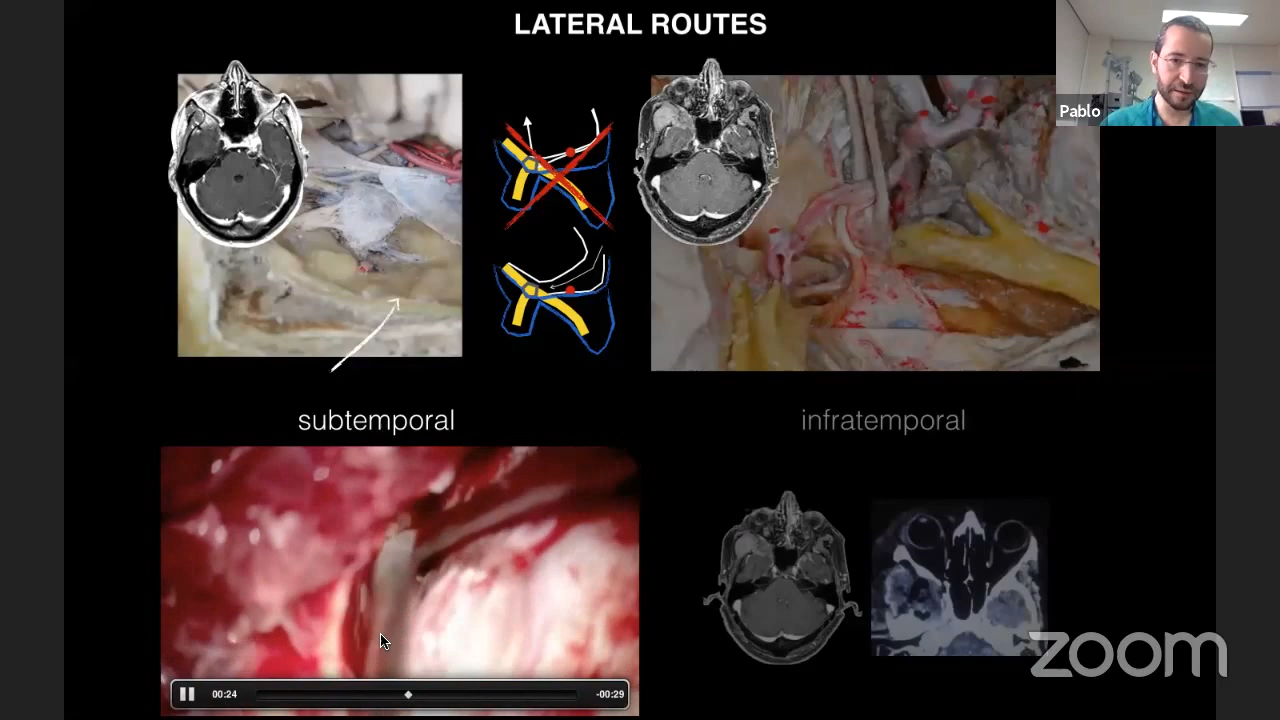 LATERAL ROUTES
Pablo
subtemporal
infratemporal
00:24
-00:29
zoom